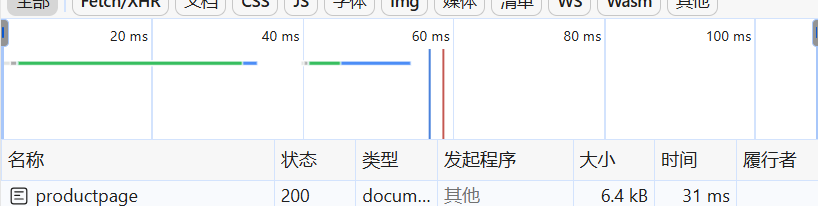 全部 Fetch/XHR 文档 CSS JS 字体 Img 媒体 清单 WS Wasm 其他
20 ms 40 ms 60 ms 80 ms 100 ms
名称 状态 类型 发起程序 大小 时间 履行者
productpage 200 docum... 其他 6.4 kB 31 ms